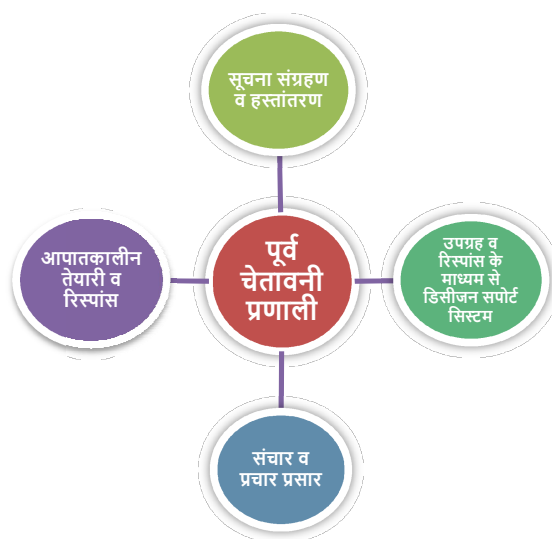 सूचना संग्रहण
व हस्तांतरण
उपग्रह व
रिस्पांस के
माध्यम से
डिसीजन सपोर्ट
सिस्टम
आपातकालीन
तेयारी व
रिस्पांस
पूर्व
चेतावनी
प्रणाली
संचार व
प्रचार प्रसार